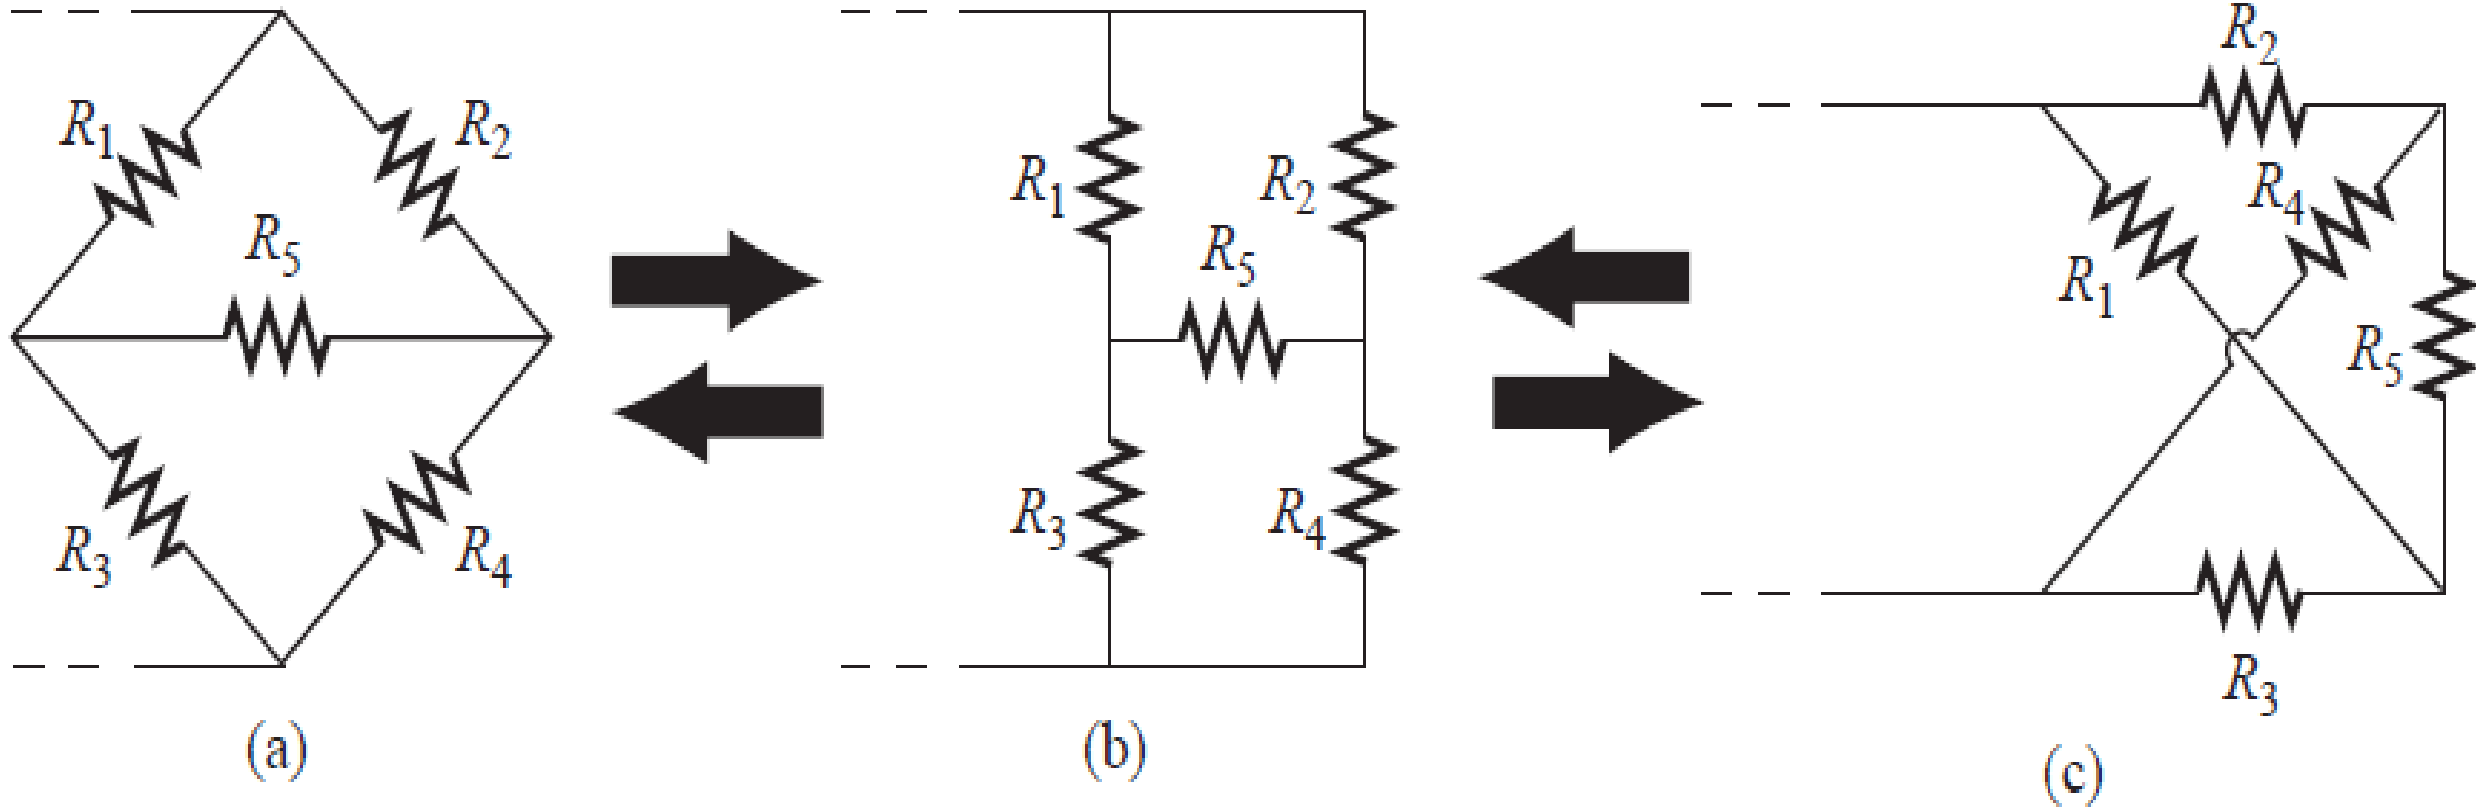 R₁ R₂
R₅
R₃ R₄
(a)
R₁ R₂
R₅
R₃ R₄
(b)
R₂
R₄
R₁
R₅
R₃
(c)